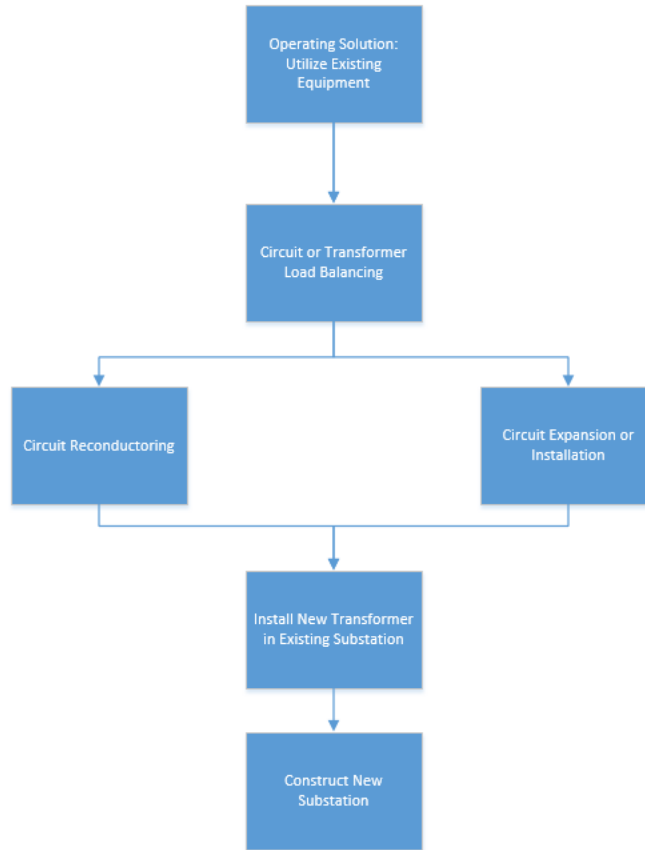 Operating Solution:
Utilize Existing
Equipment
Circuit or Transformer
Load Balancing
Circuit Reconductoring
Circuit Expansion or
Installation
Install New Transformer
in Existing Substation
Construct New
Substation